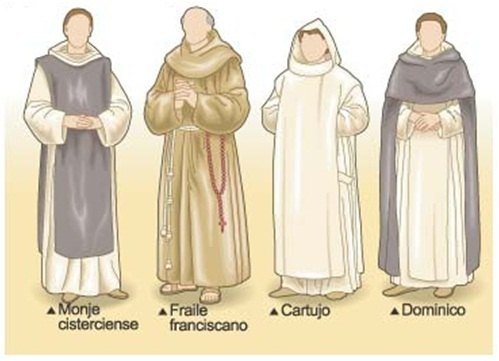 ▲ Monje
cisterciense
▲ Fraile
franciscano
▲ Cartujo
▲ Dominico